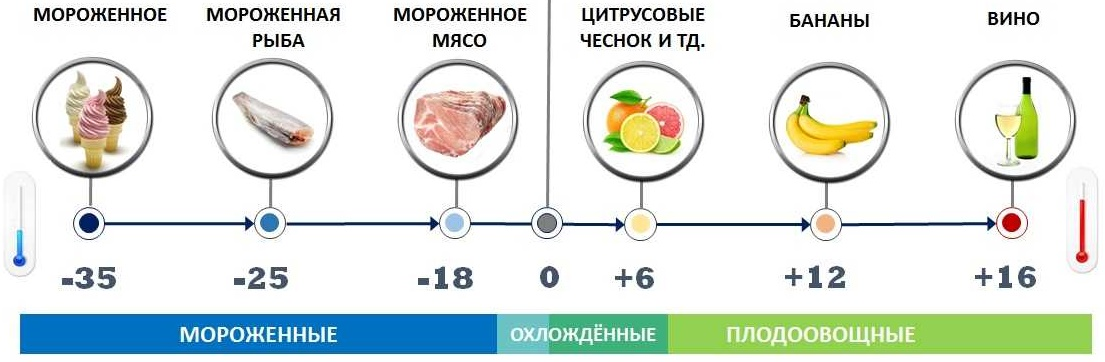 МОРОЖЕННОЕ
МОРОЖЕННАЯ
РЫБА
МОРОЖЕННОЕ
МЯСО
ЦИТРУСОВЫЕ
ЧЕСНОК И ТД.
БАНАНЫ
ВИНО
-35
-25
-18
0
+6
+12
+16
МОРОЖЕННЫЕ
ОХЛОЖДЁННЫЕ
ПЛОДООВОЩНЫЕ